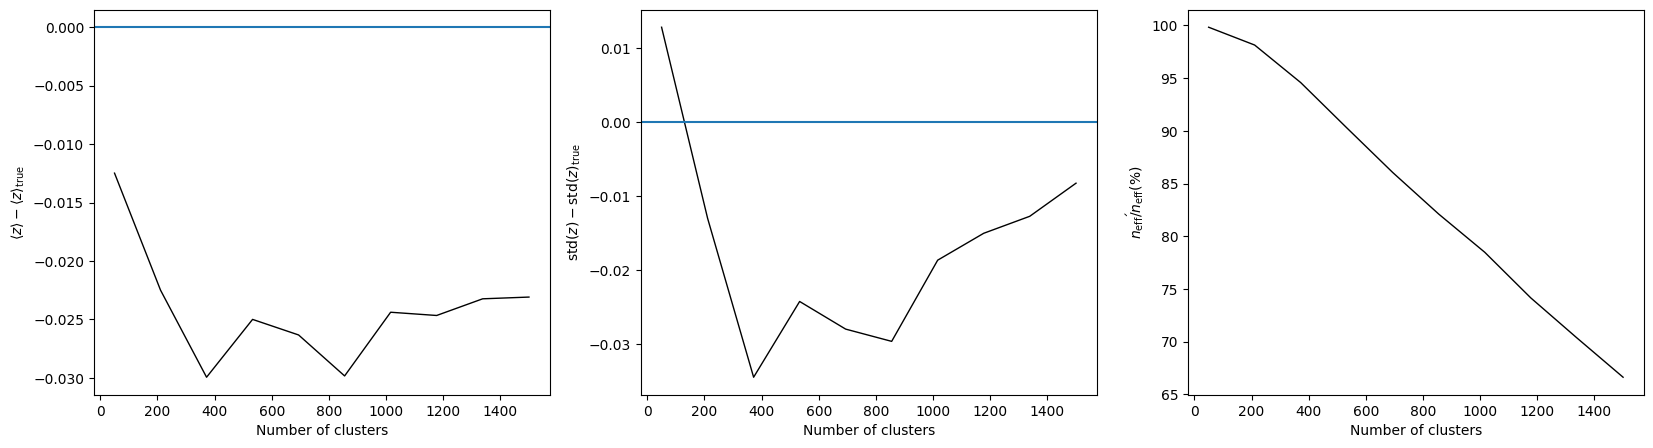 0.000
−0.005
−0.010
−0.015
−0.020
−0.025
−0.030
⟨z⟩ − ⟨z⟩true
0 200 400 600 800 1000 1200 1400
Number of clusters
0.01
0.00
−0.01
−0.02
−0.03
std(z) − std(z)true
0 200 400 600 800 1000 1200 1400
Number of clusters
100
95
90
85
80
75
70
65
n′eff/neff(%)
0 200 400 600 800 1000 1200 1400
Number of clusters